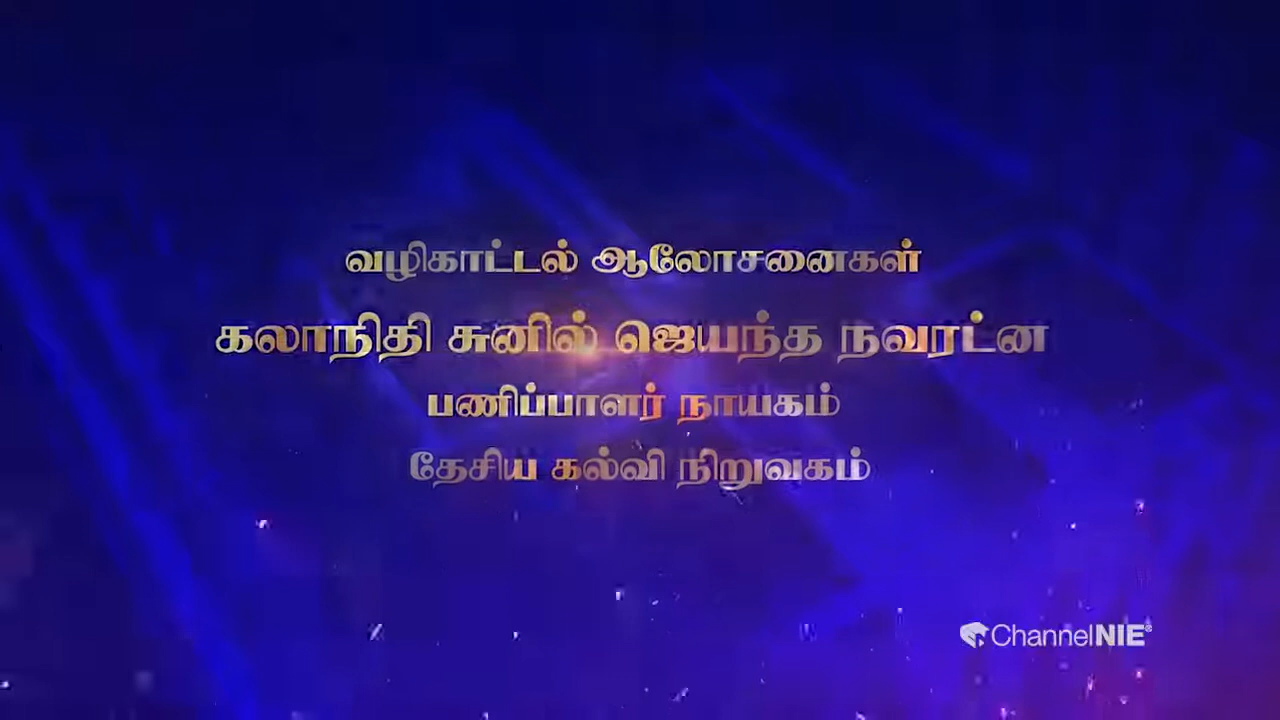 வழிகாட்டல் ஆலோசனைகள்
கலாநிதி சுனில் ஜெயந்த நவரட்ன
பணிப்பாளர் நாயகம்
தேசிய கல்வி நிறுவகம்
ChannelNIE®